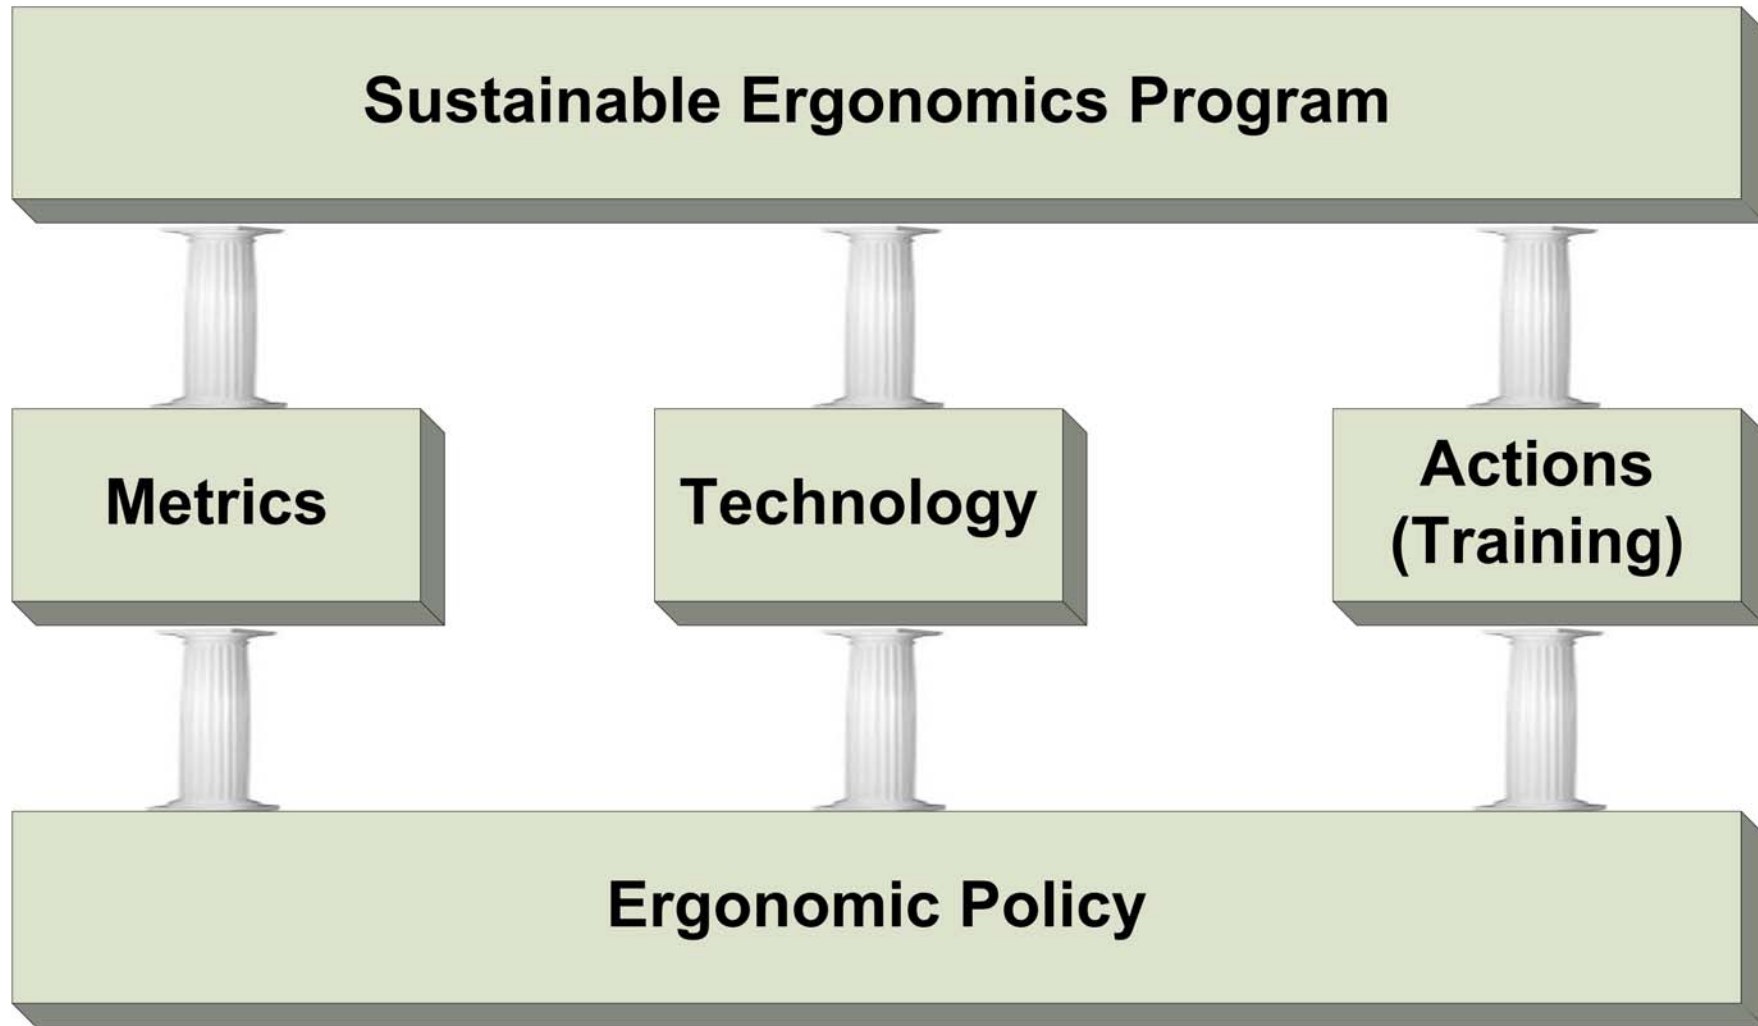 Sustainable Ergonomics Program
Metrics
Technology
Actions
(Training)
Ergonomic Policy